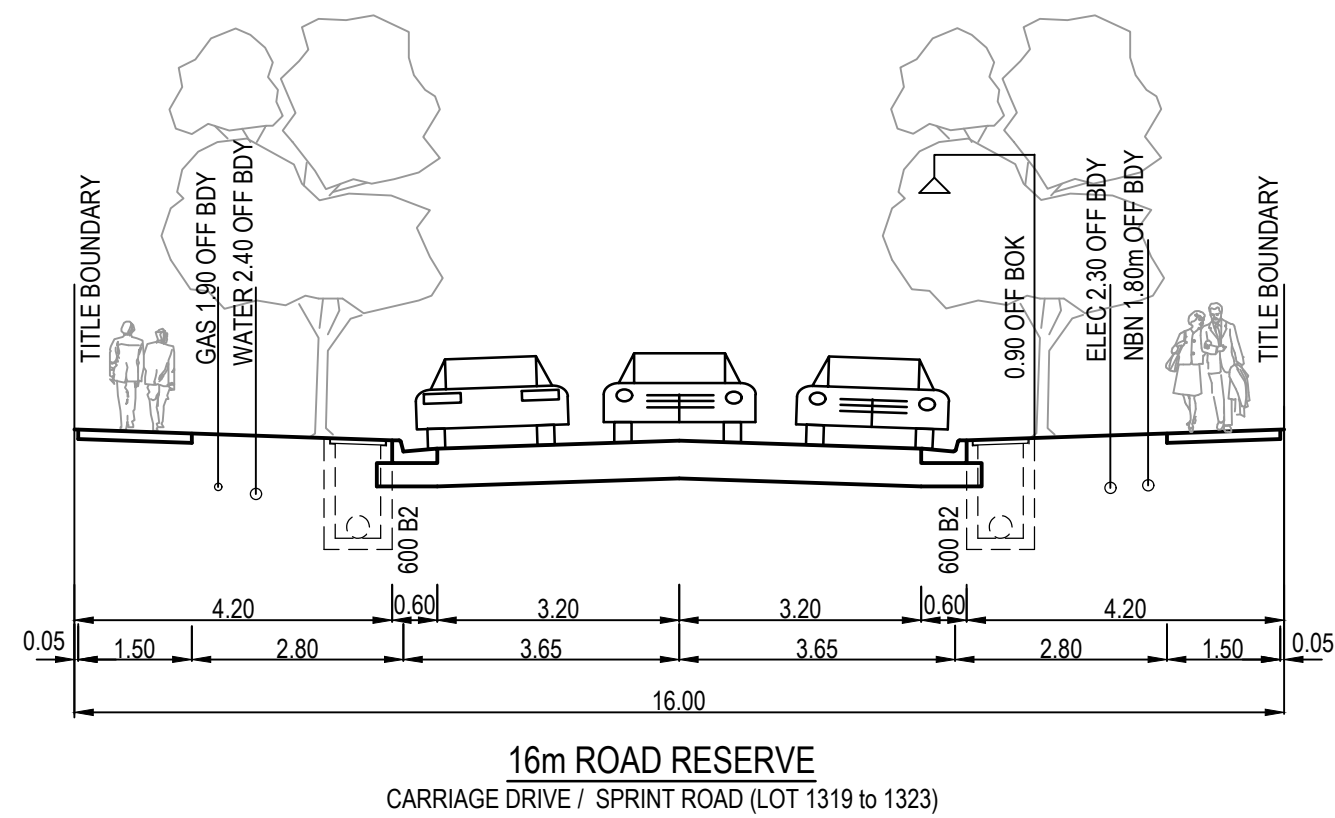 TITLE BOUNDARY
GAS 1.90 OFF BDY
WATER 2.40 OFF BDY
0.90 OFF BOK
ELEC 2.30 OFF BDY
NBN 1.80m OFF BDY
TITLE BOUNDARY
600 B2
600 B2
4.20 0.60 3.20 3.20 0.60 4.20
0.05 1.50 2.80 3.65 3.65 2.80 1.50 0.05
16.00
16m ROAD RESERVE
CARRIAGE DRIVE / SPRINT ROAD (LOT 1319 to 1323)